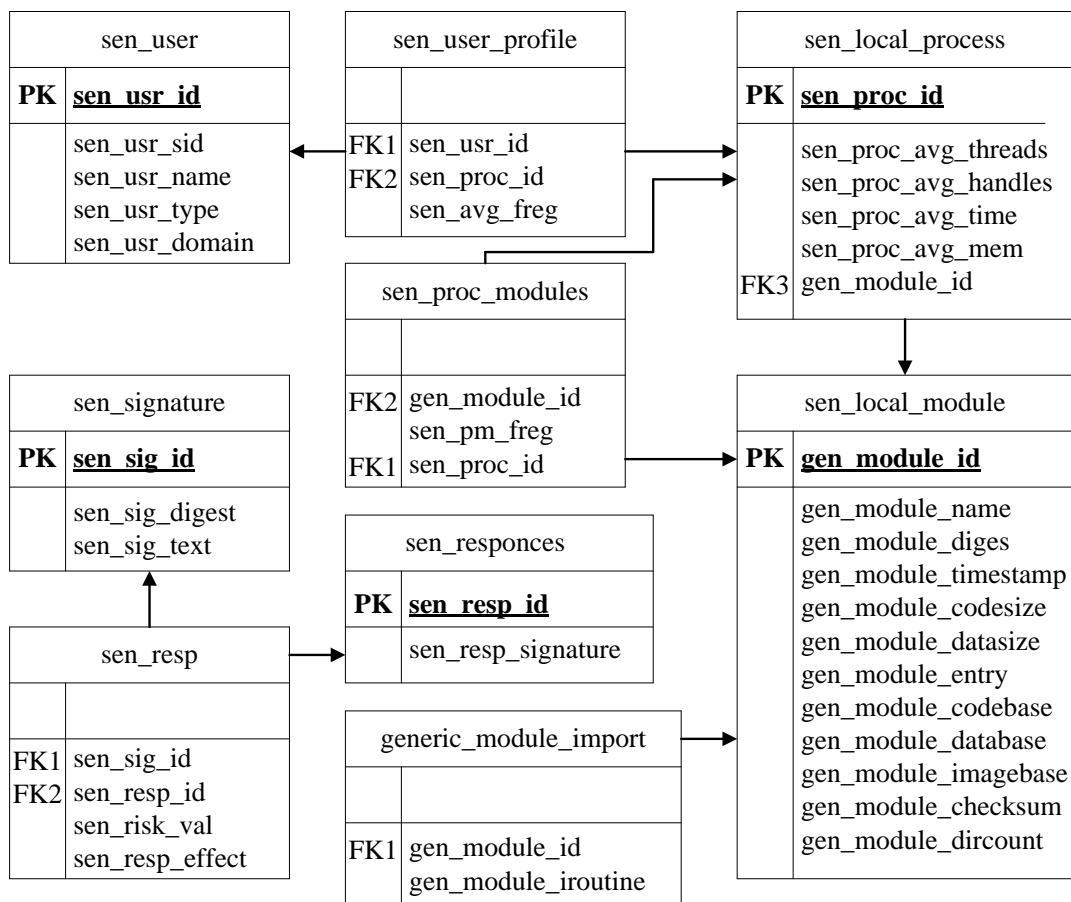 sen_user
PK sen_usr_id
sen_usr_sid
sen_usr_name
sen_usr_type
sen_usr_domain
sen_user_profile
FK1 sen_usr_id
FK2 sen_proc_id
sen_avg_freg
sen_local_process
PK sen_proc_id
sen_proc_avg_threads
sen_proc_avg_handles
sen_proc_avg_time
sen_proc_avg_mem
FK3 gen_module_id
sen_proc_modules
FK2 gen_module_id
sen_pm_freg
FK1 sen_proc_id
sen_signature
PK sen_sig_id
sen_sig_digest
sen_sig_text
sen_local_module
PK gen_module_id
gen_module_name
gen_module_diges
gen_module_timestamp
gen_module_codesize
gen_module_datasize
gen_module_entry
gen_module_codebase
gen_module_database
gen_module_imagebase
gen_module_checksum
gen_module_dircount
sen_responces
PK sen_resp_id
sen_resp_signature
sen_resp
FK1 sen_sig_id
FK2 sen_resp_id
sen_risk_val
sen_resp_effect
generic_module_import
FK1 gen_module_id
gen_module_iroutine